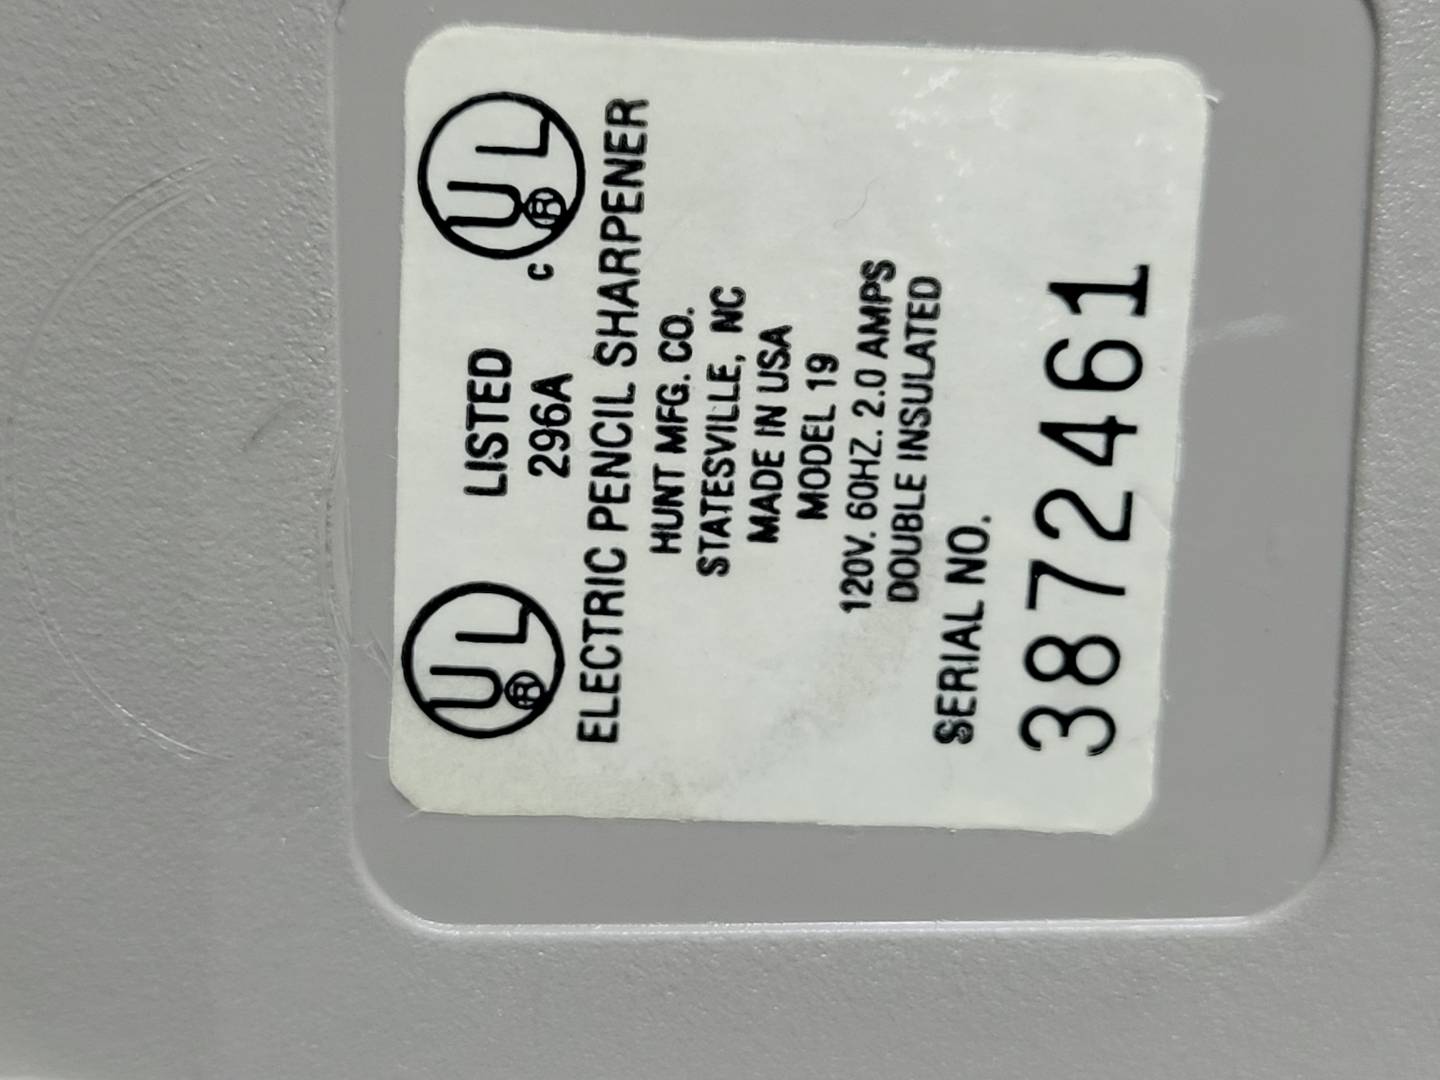 UL® LISTED c UL®
296A
ELECTRIC PENCIL SHARPENER
HUNT MFG. CO.
STATESVILLE, NC
MADE IN USA
MODEL 19
120V. 60HZ. 2.0 AMPS
DOUBLE INSULATED
SERIAL NO.
3872461